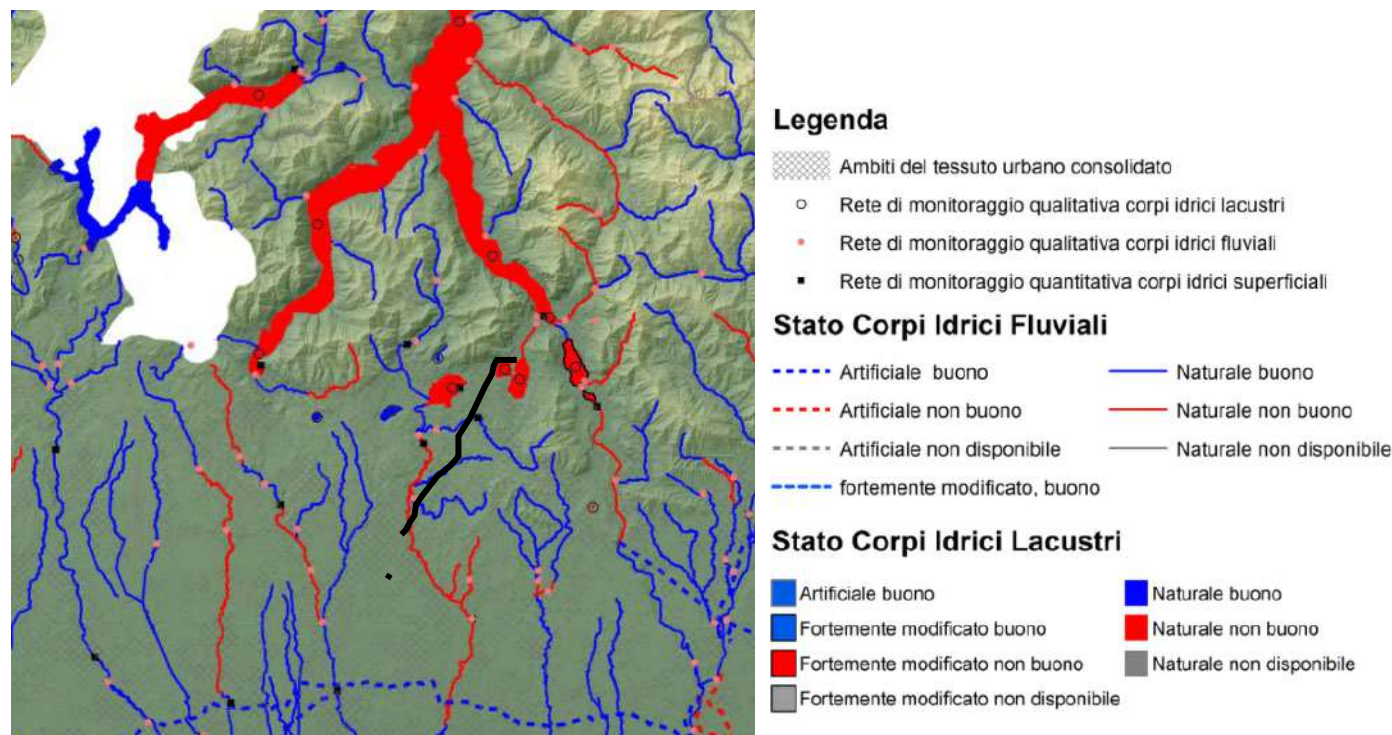 Legenda
Ambiti del tessuto urbano consolidato
Rete di monitoraggio qualitativa corpi idrici lacustri
Rete di monitoraggio qualitativa corpi idrici fluviali
Rete di monitoraggio quantitativa corpi idrici superficiali
Stato Corpi Idrici Fluviali
Artificiale buono Naturale buono
Artificiale non buono Naturale non buono
Artificiale non disponibile Naturale non disponibile
fortemente modificato, buono
Stato Corpi Idrici Lacustri
Artificiale buono Naturale buono
Fortemente modificato buono Naturale non buono
Fortemente modificato non buono Naturale non disponibile
Fortemente modificato non disponibile